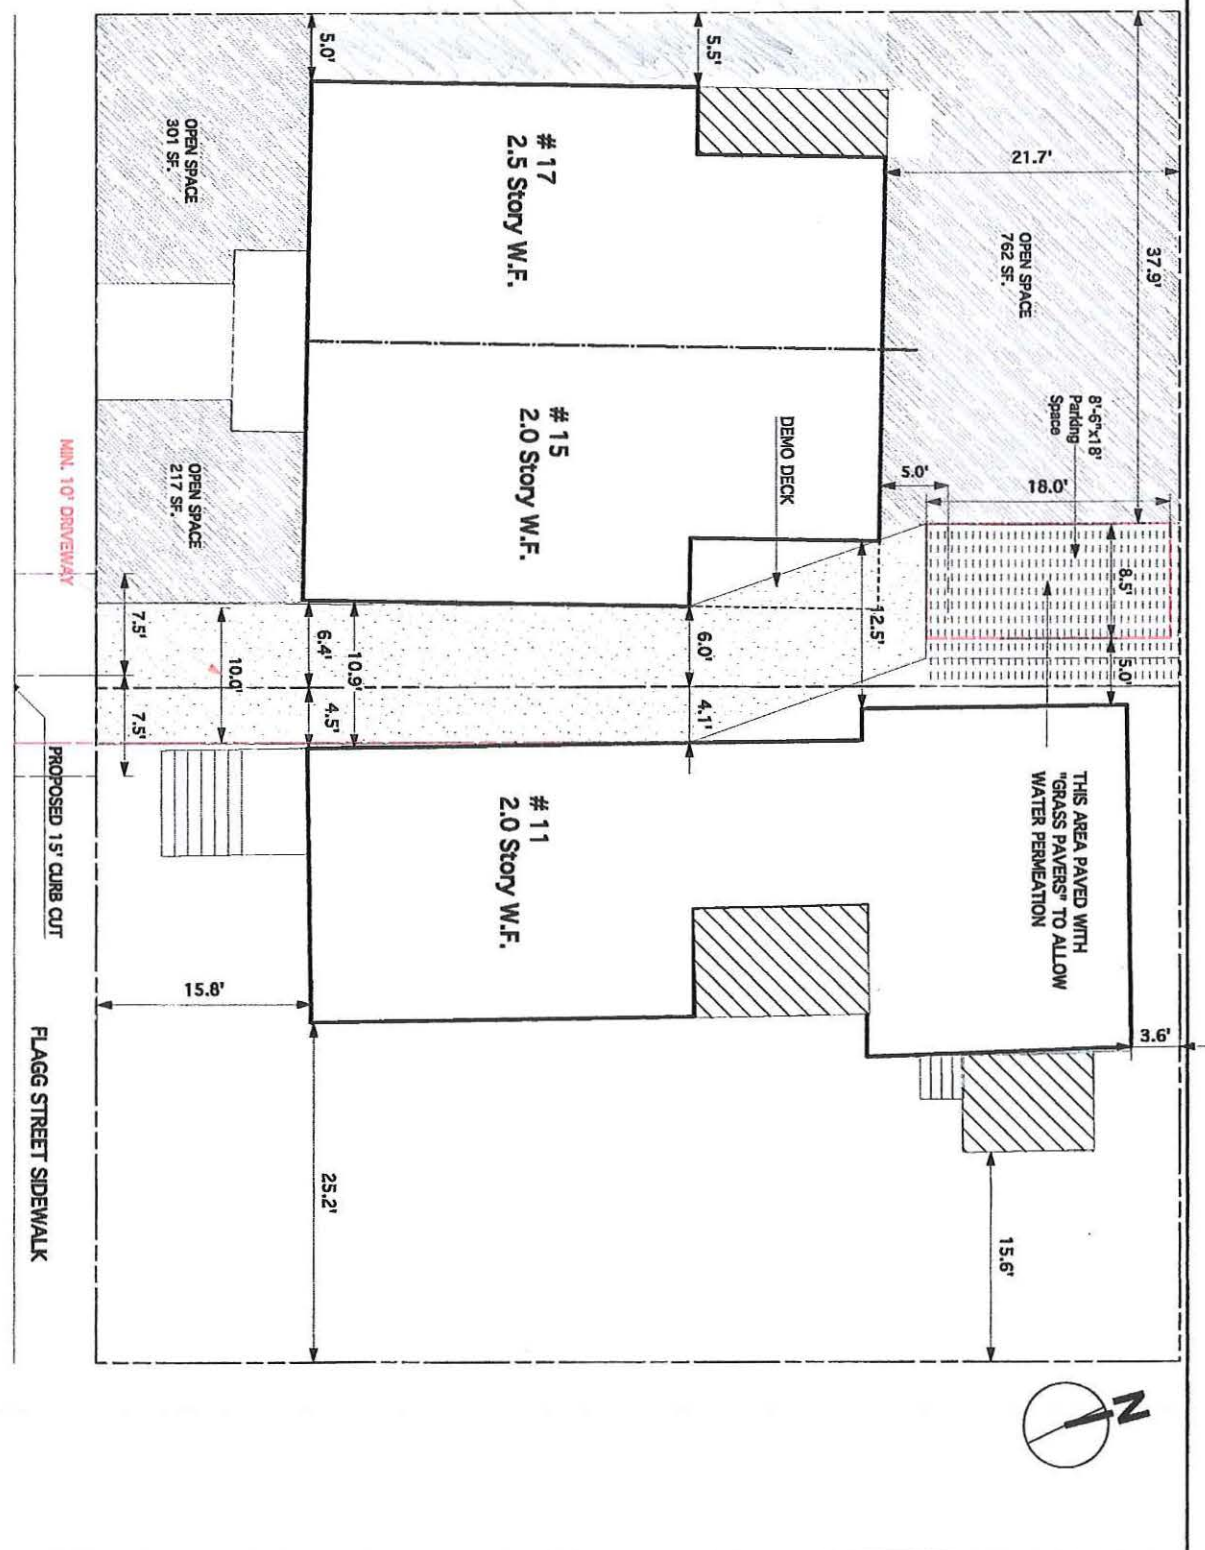 37.9'
21.7'
5.5'
5.0'
OPEN SPACE
762 SF.
8'-6"x18'
Parking
Space
18.0'
5.0'
8.5'
5.0'
THIS AREA PAVED WITH
"GRASS PAVERS" TO ALLOW
WATER PERMEATION
3.6'
15.6'
N
# 17
2.5 Story W.F.
# 15
2.0 Story W.F.
DEMO DECK
12.5'
6.0'
4.1'
# 11
2.0 Story W.F.
6.4'
10.9'
4.5'
25.2'
OPEN SPACE
301 SF.
OPEN SPACE
217 SF.
10.0'
7.5'
7.5'
15.8'
MIN. 10' DRIVEWAY
PROPOSED 15' CURB CUT
FLAGG STREET SIDEWALK